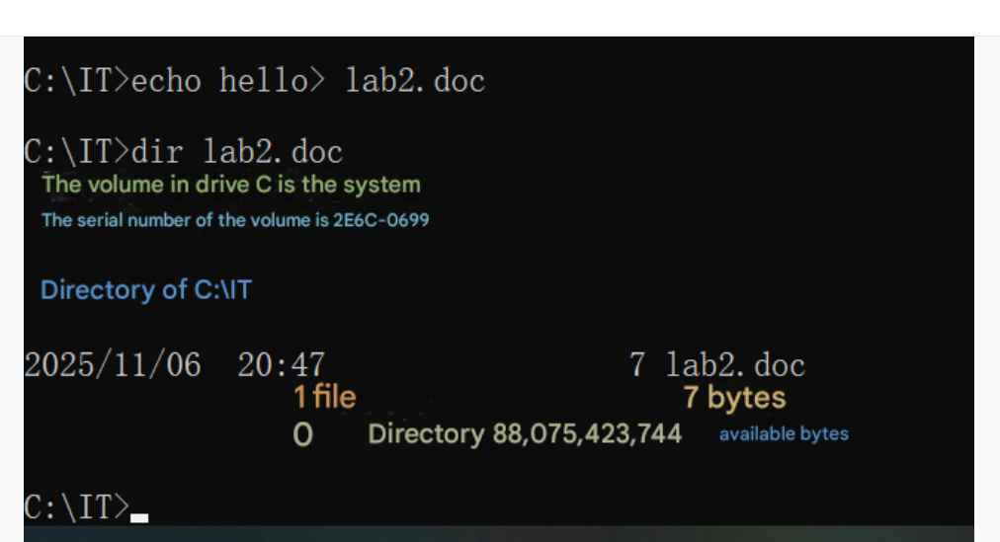 C:\IT>echo hello> lab2.doc
C:\IT>dir lab2.doc
The volume in drive C is the system
The serial number of the volume is 2E6C-0699
Directory of C:\IT
2025/11/06  20:47                 7 lab2.doc
1 file 7 bytes
0 Directory 88,075,423,744 available bytes
C:\IT>